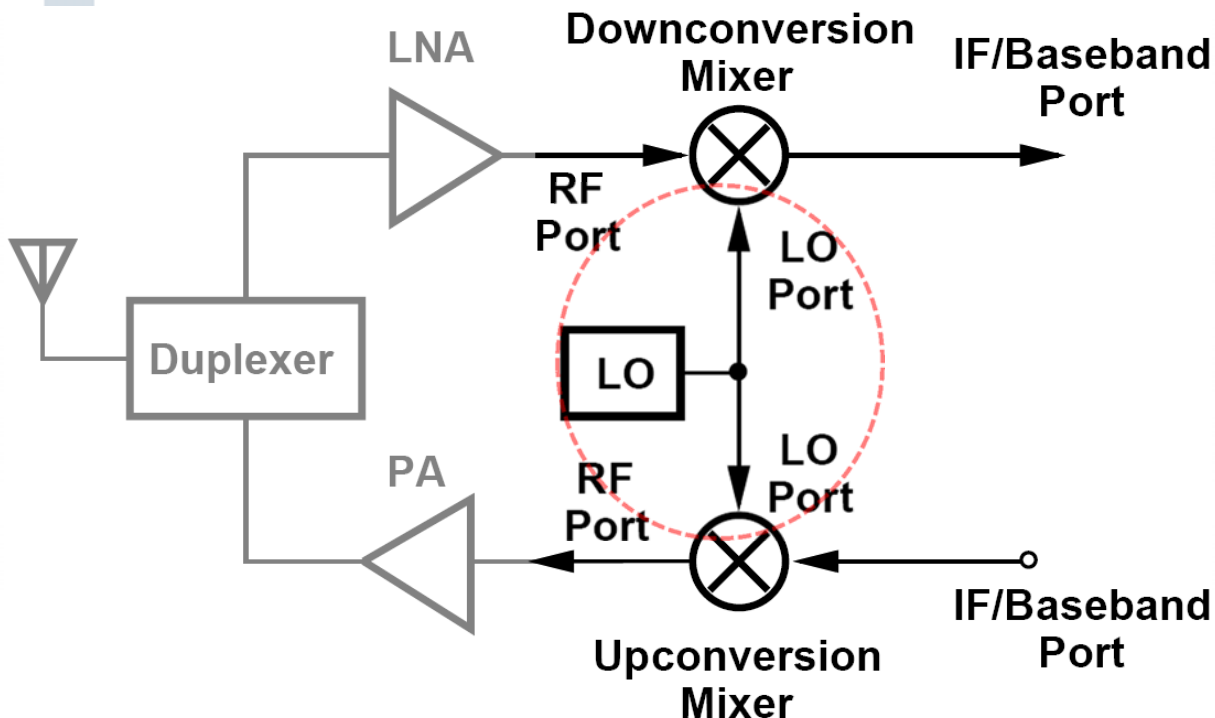 LNA
Downconversion
Mixer
IF/Baseband
Port
RF
Port
LO
Port
Duplexer
LO
PA
RF
Port
LO
Port
IF/Baseband
Port
Upconversion
Mixer